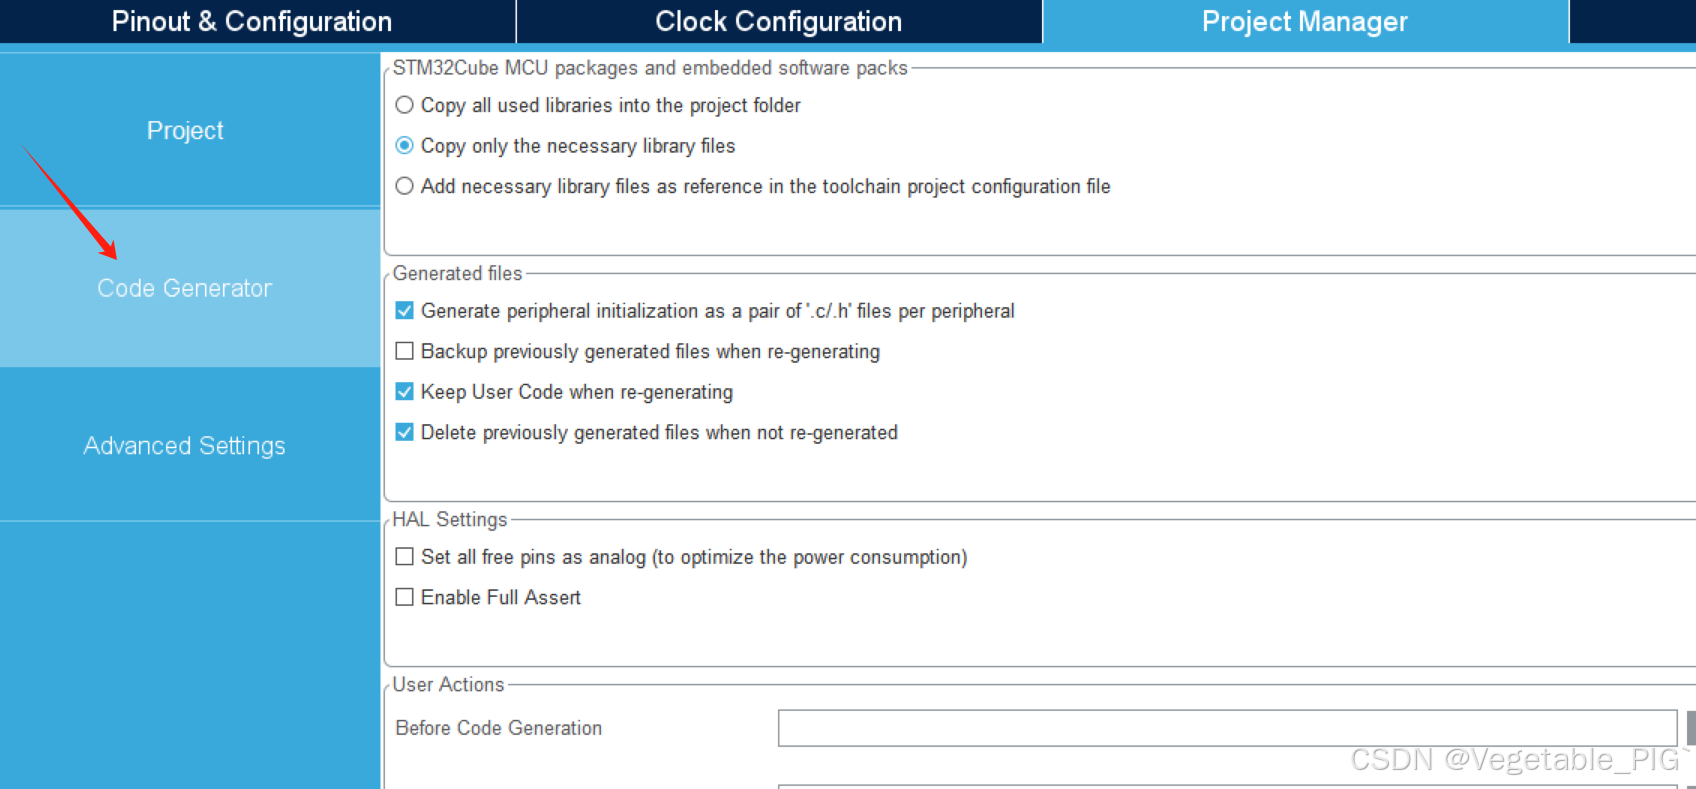 Pinout & Configuration
Clock Configuration
Project Manager
Project
Code Generator
Advanced Settings
STM32Cube MCU packages and embedded software packs
Copy all used libraries into the project folder
Copy only the necessary library files
Add necessary library files as reference in the toolchain project configuration file
Generated files
Generate peripheral initialization as a pair of '.c/.h' files per peripheral
Backup previously generated files when re-generating
Keep User Code when re-generating
Delete previously generated files when not re-generated
HAL Settings
Set all free pins as analog (to optimize the power consumption)
Enable Full Assert
User Actions
Before Code Generation
CSDN @Vegetable_PIG`